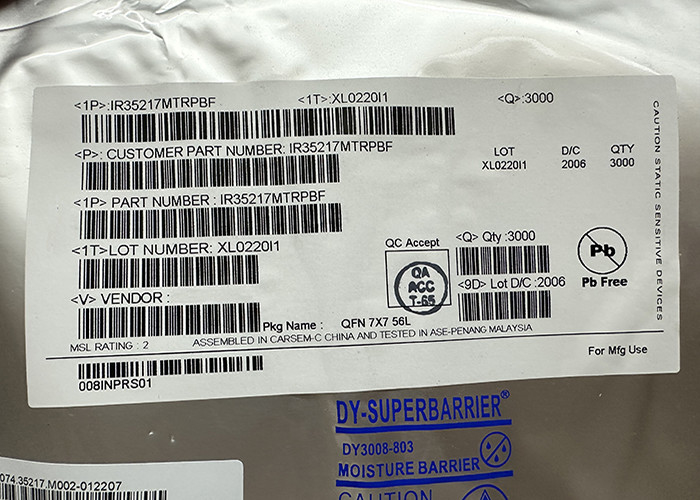 <1P>:IR35217MTRPBF <1T>:XL0220I1 <Q>:3000
<P>: CUSTOMER PART NUMBER: IR35217MTRPBF
LOT D/C QTY
XL0220I1 2006 3000
<1P> PART NUMBER : IR35217MTRPBF
<1T>LOT NUMBER: XL0220I1
QC Accept
QA
ACC
T-65
<Q> Qty :3000
<9D> Lot D/C :2006
Pb
Pb Free
<V> VENDOR :
Pkg Name : QFN 7X7 56L
MSL RATING : 2 ASSEMBLED IN CARSEM-C CHINA AND TESTED IN ASE-PENANG MALAYSIA
For Mfg Use
008INPRS01
CAUTION STATIC SENSITIVE DEVICES
DY-SUPERBARRIER®
DY3008-803
MOISTURE BARRIER
CAUTION
074.35217.M002-012207